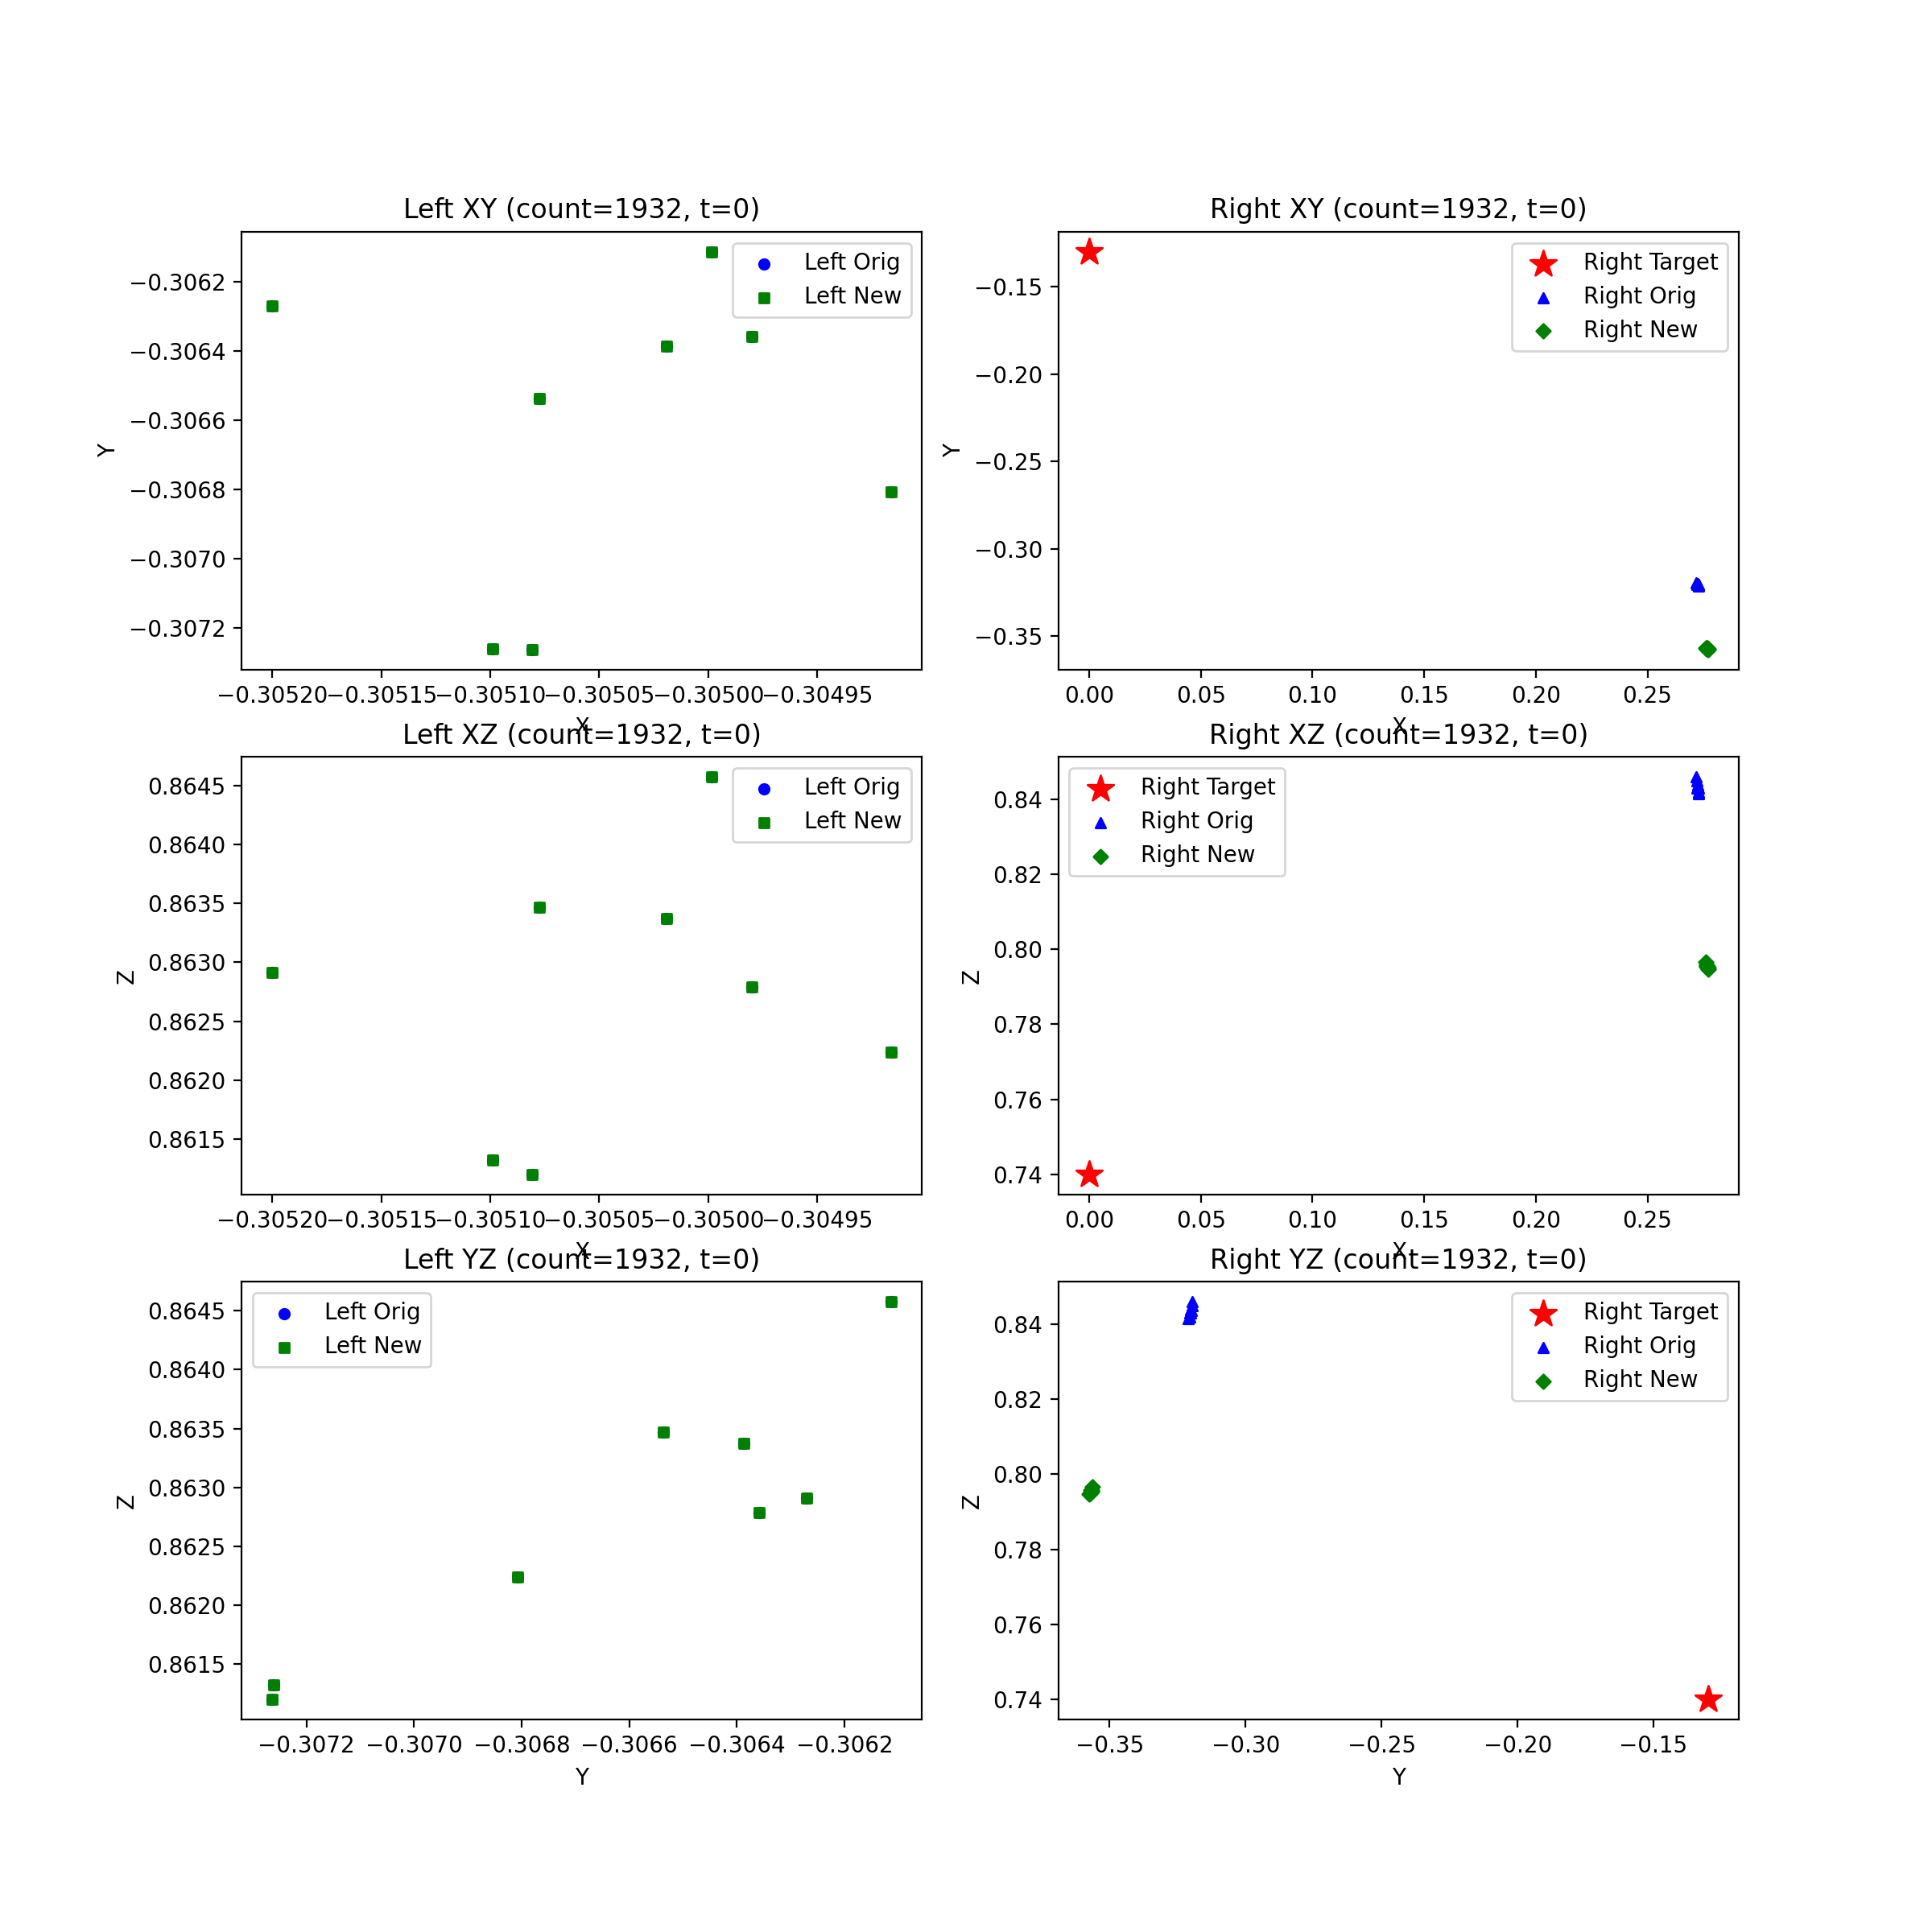 Left XY (count=1932, t=0)
Left Orig
Left New
−0.3062
−0.3064
−0.3066
−0.3068
−0.3070
−0.3072
Y
−0.30520 −0.30515 −0.30510 −0.30505 −0.30500 −0.30495
X
Right XY (count=1932, t=0)
Right Target
Right Orig
Right New
−0.15
−0.20
−0.25
−0.30
−0.35
Y
0.00 0.05 0.10 0.15 0.20 0.25
X
Left XZ (count=1932, t=0)
Left Orig
Left New
0.8645
0.8640
0.8635
0.8630
0.8625
0.8620
0.8615
Z
−0.30520 −0.30515 −0.30510 −0.30505 −0.30500 −0.30495
X
Right XZ (count=1932, t=0)
Right Target
Right Orig
Right New
0.84
0.82
0.80
0.78
0.76
0.74
Z
0.00 0.05 0.10 0.15 0.20 0.25
X
Left YZ (count=1932, t=0)
Left Orig
Left New
0.8645
0.8640
0.8635
0.8630
0.8625
0.8620
0.8615
Z
−0.3072 −0.3070 −0.3068 −0.3066 −0.3064 −0.3062
Y
Right YZ (count=1932, t=0)
Right Target
Right Orig
Right New
0.84
0.82
0.80
0.78
0.76
0.74
Z
−0.35 −0.30 −0.25 −0.20 −0.15
Y